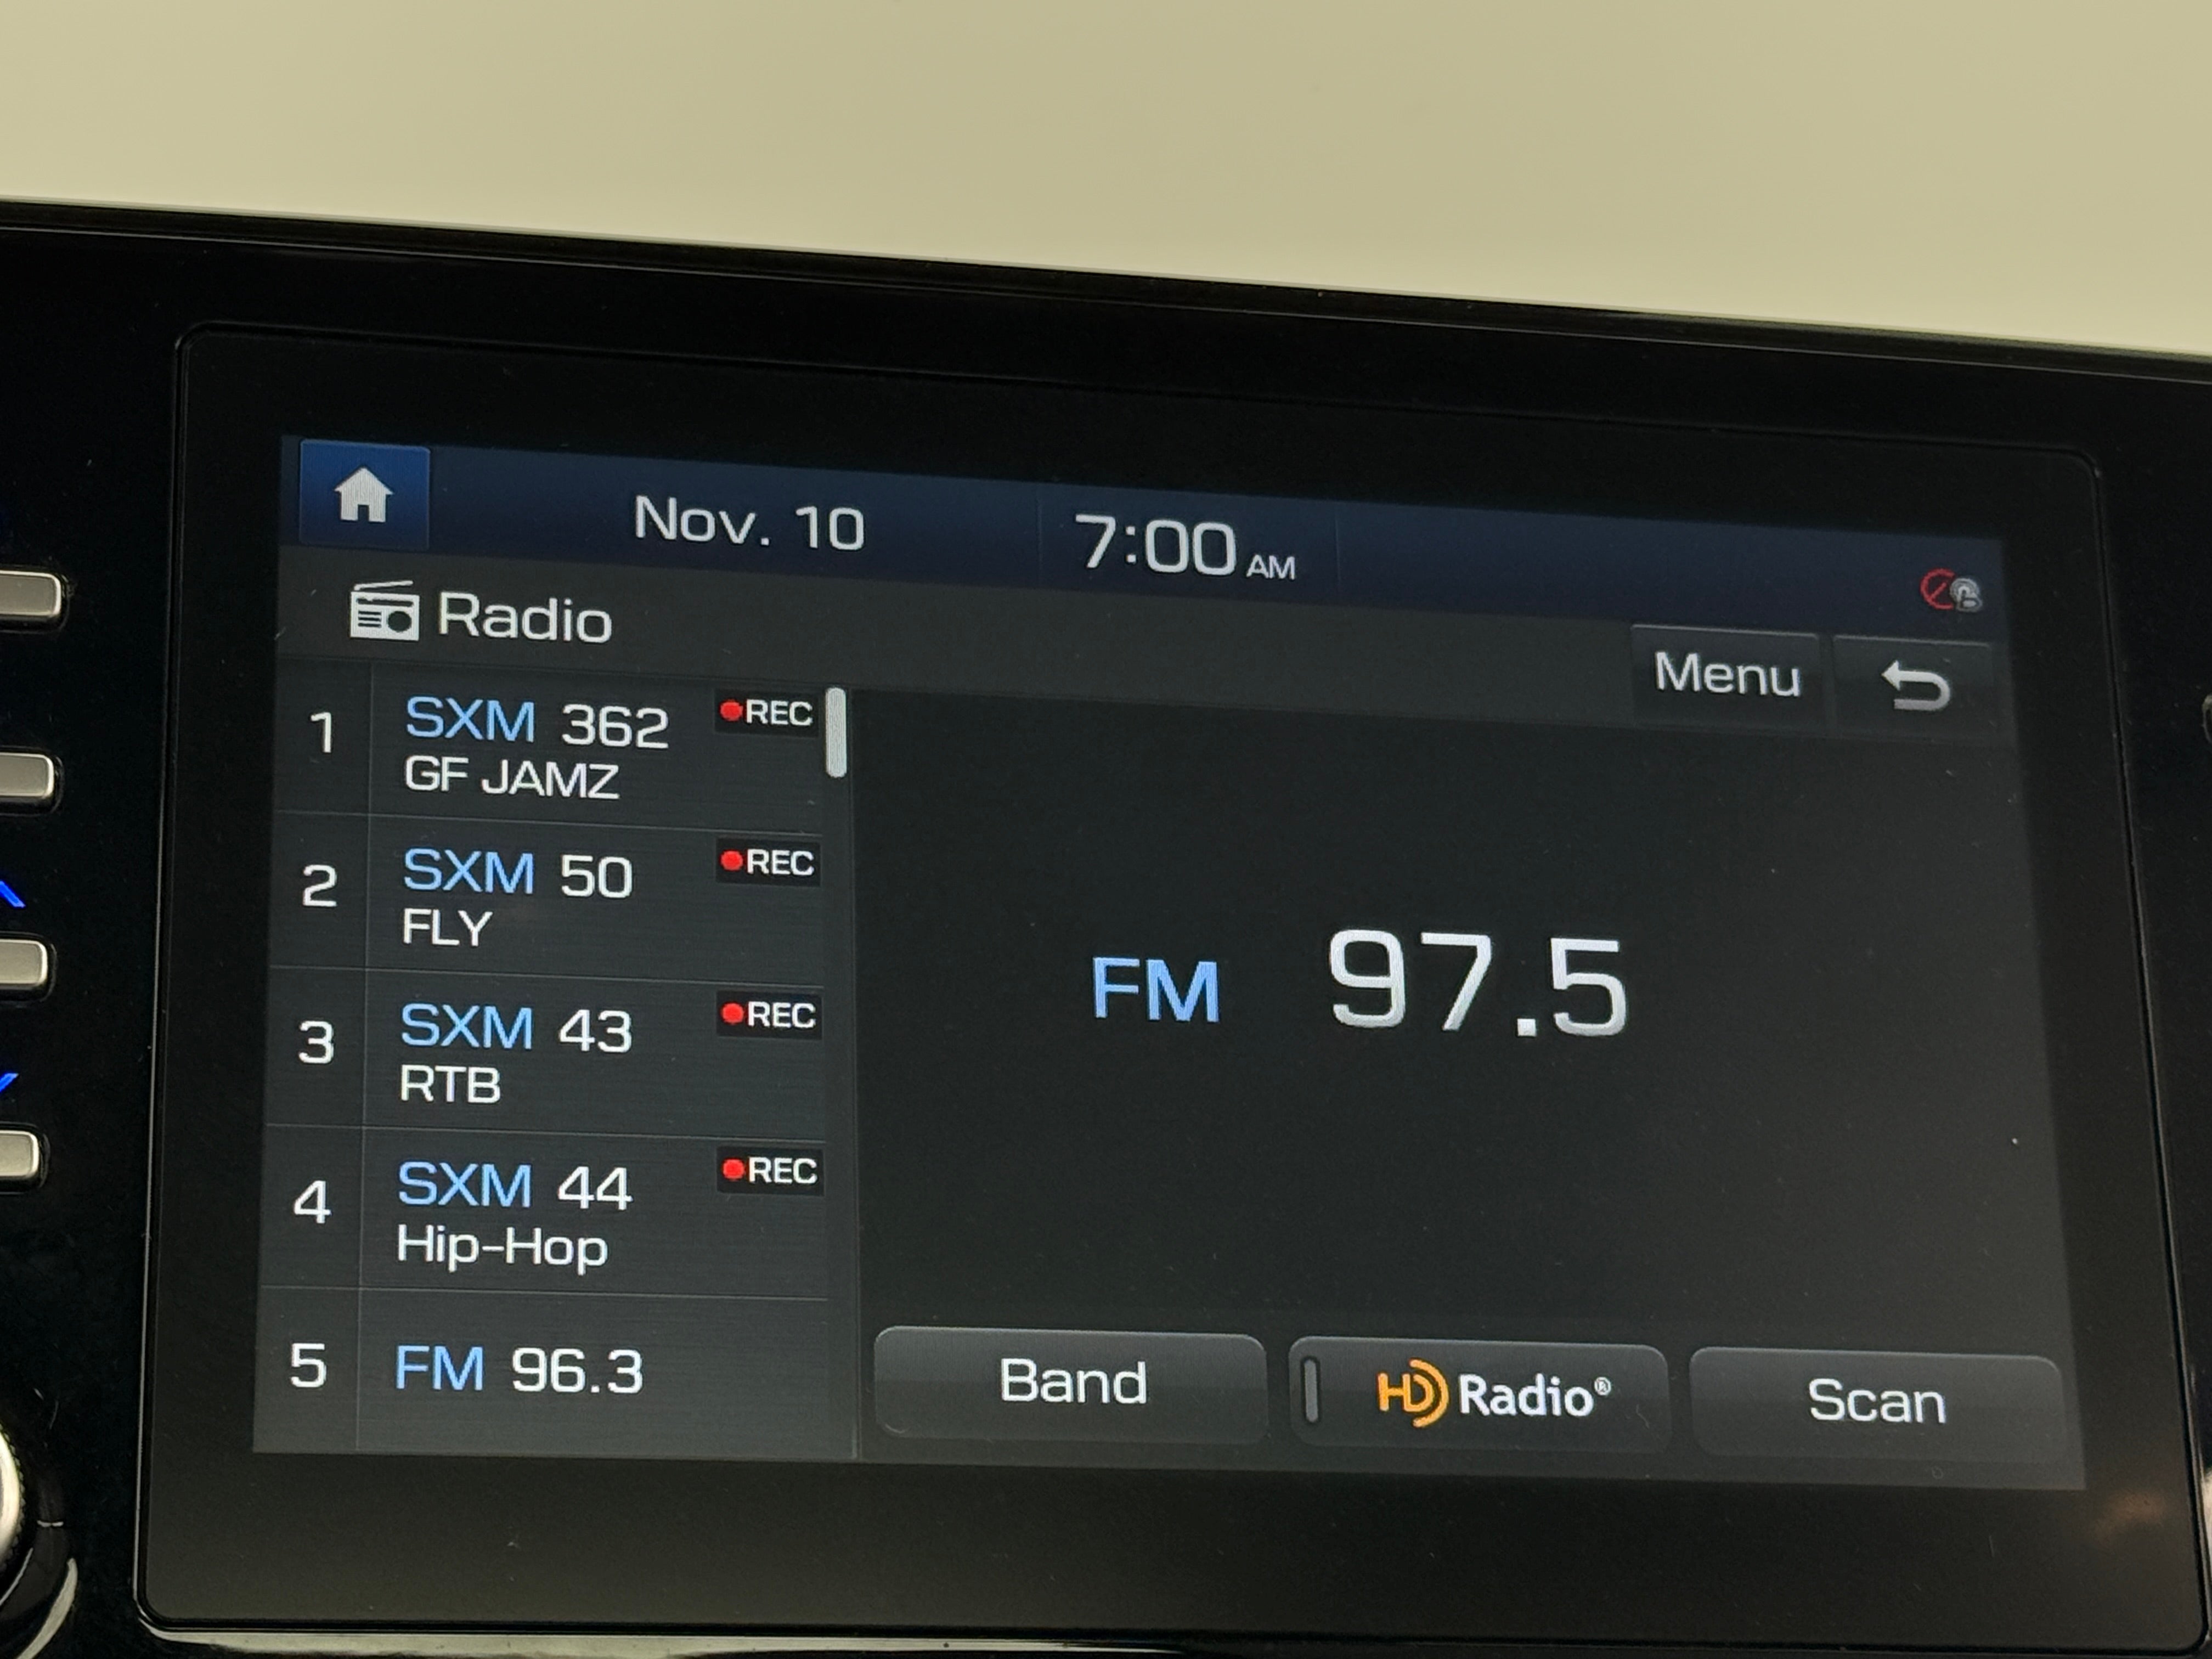 Nov. 10
7:00 AM
Radio
Menu
1 SXM 362 REC
GF JAMZ
2 SXM 50 REC
FLY
3 SXM 43 REC
RTB
4 SXM 44 REC
Hip-Hop
5 FM 96.3
FM 97.5
Band
HD Radio®
Scan